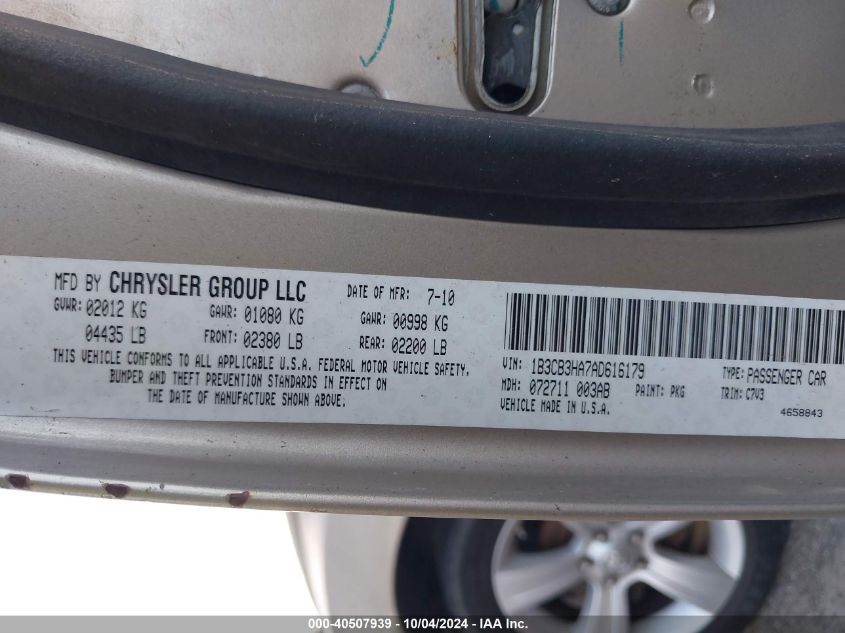 MFD BY CHRYSLER GROUP LLC DATE OF MFR: 7-10
GVWR: 02012 KG GAWR: 01080 KG GAWR: 00998 KG
04435 LB FRONT: 02380 LB REAR: 02200 LB
THIS VEHICLE CONFORMS TO ALL APPLICABLE U.S.A. FEDERAL MOTOR VEHICLE SAFETY,
BUMPER AND THEFT PREVENTION STANDARDS IN EFFECT ON
THE DATE OF MANUFACTURE SHOWN ABOVE.
VIN: 1B3CB3HA7AD616179 TYPE: PASSENGER CAR
MDH: 072711 003AB PAINT: PKG TRIM: C7V3
VEHICLE MADE IN U.S.A. 4658843
000-40507939 - 10/04/2024 - IAA Inc.